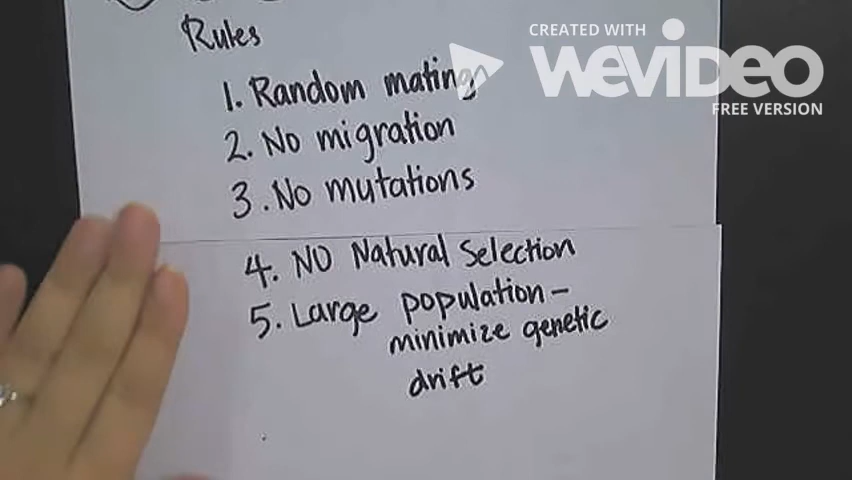 Rules
1. Random mating
2. No migration
3. No mutations
4. NO Natural Selection
5. Large population -
minimize genetic
drift
CREATED WITH
WEVIDEO
FREE VERSION